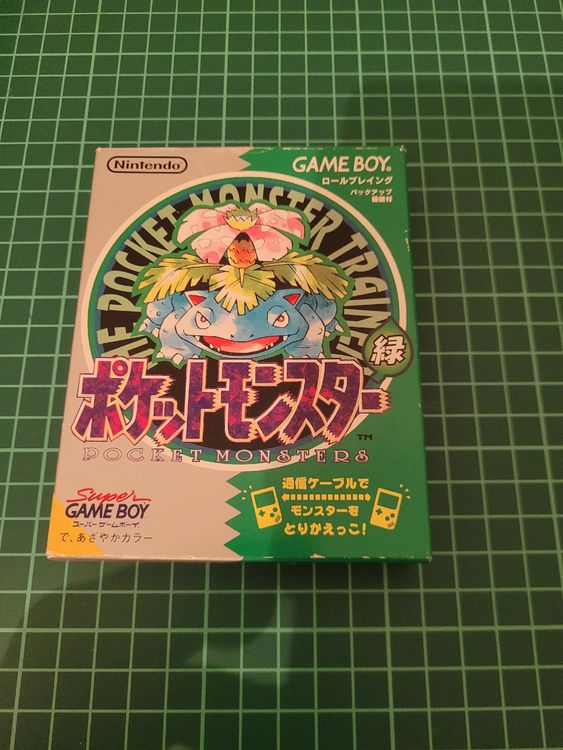 Nintendo
GAME BOY®
ロールプレイング
バックアップ
機能付
THE POCKET MONSTER TRAINER
緑
ポケットモンスター
TM
POCKET MONSTERS
通信ケーブルで
モンスターを
とりかえっこ!
Super
GAME BOY
スーパーゲームボーイ
で、あざやかカラー